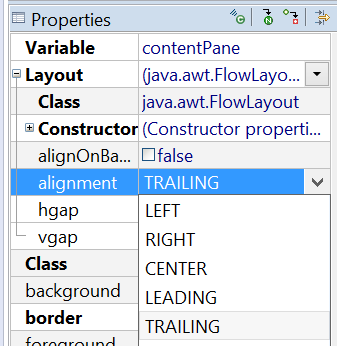 Properties
Variable contentPane
Layout (java.awt.FlowLayo...
Class java.awt.FlowLayout
Constructor (Constructor properti...
alignOnBa... false
alignment TRAILING
hgap LEFT
vgap RIGHT
Class CENTER
background LEADING
border TRAILING
foreground